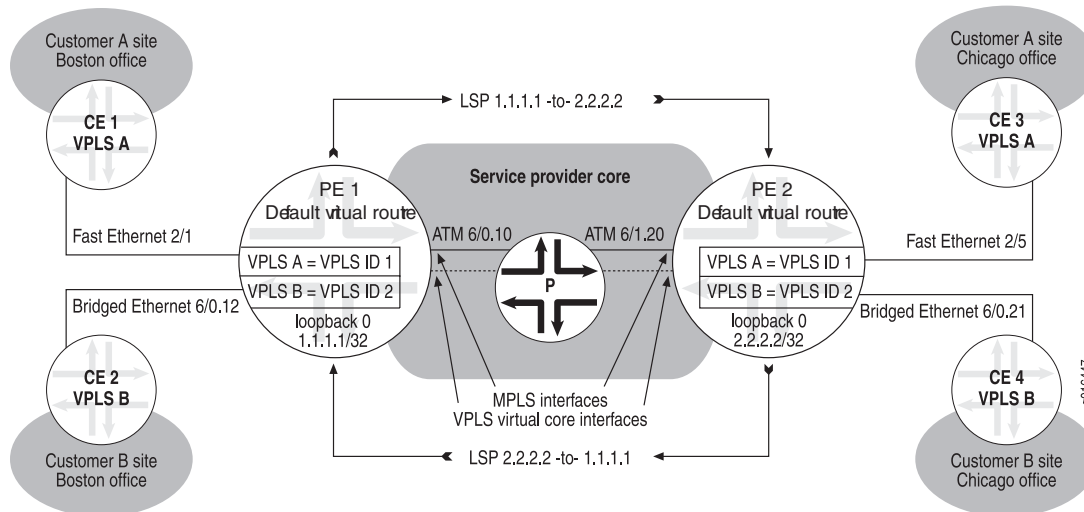 Customer A site
Boston office
CE 1
VPLS A
Customer A site
Chicago office
CE 3
VPLS A
LSP 1.1.1.1 -to- 2.2.2.2
Service provider core
PE 1
Default vitual route
PE 2
Default vitual route
Fast Ethernet 2/1
ATM 6/0.10
ATM 6/1.20
Fast Ethernet 2/5
VPLS A = VPLS ID 1
VPLS B = VPLS ID 2
P
VPLS A = VPLS ID 1
VPLS B = VPLS ID 2
Bridged Ethernet 6/0.12
loopback 0
1.1.1.1/32
loopback 0
2.2.2.2/32
Bridged Ethernet 6/0.21
CE 2
VPLS B
MPLS interfaces
VPLS virtual core interfaces
CE 4
VPLS B
LSP 2.2.2.2 -to- 1.1.1.1
Customer B site
Boston office
Customer B site
Chicago office